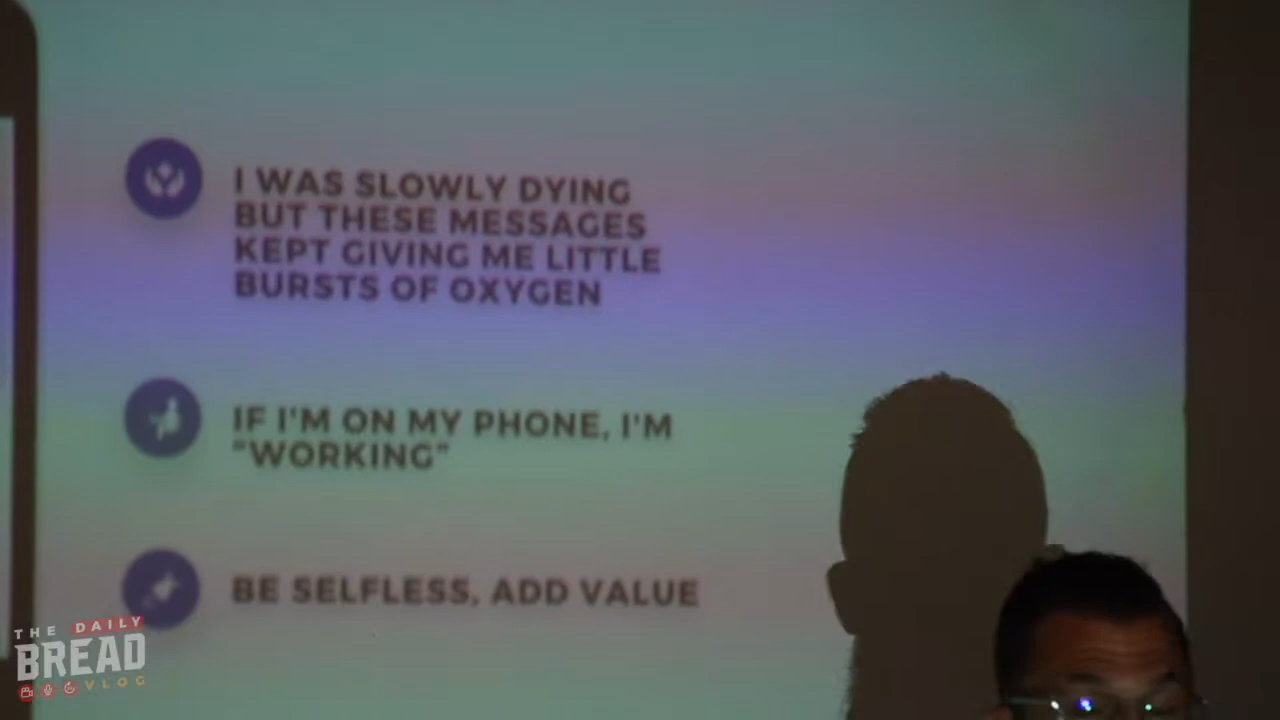 I WAS SLOWLY DYING
BUT THESE MESSAGES
KEPT GIVING ME LITTLE
BURSTS OF OXYGEN
IF I'M ON MY PHONE, I'M
"WORKING"
BE SELFLESS, ADD VALUE
THE DAILY
BREAD
VLOG